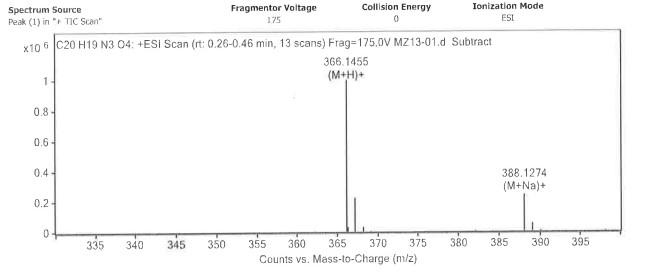 Spectrum Source Fragmentor Voltage Collision Energy Ionization Mode
Peak (1) in "+ TIC Scan" 175 0 ESI
x10 6 C20 H19 N3 O4: +ESI Scan (rt: 0.26-0.46 min, 13 scans) Frag=175.0V MZ13-01.d Subtract
366.1455
(M+H)+
1
0.8
0.6
388.1274
(M+Na)+
0.4
0.2
0
335 340 345 350 355 360 365 370 375 380 385 390 395
Counts vs. Mass-to-Charge (m/z)